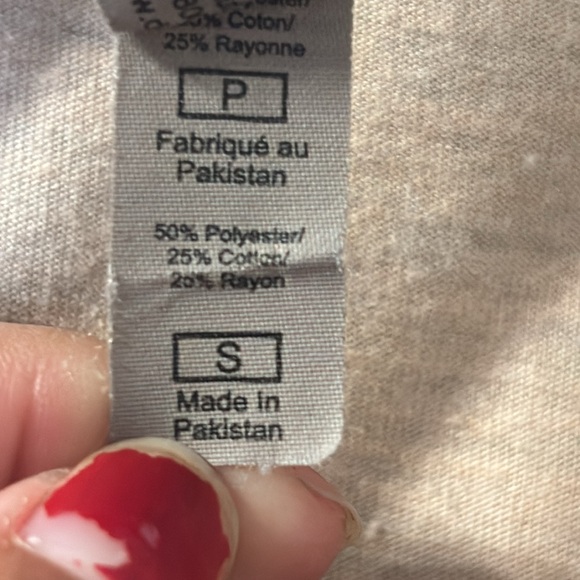 Coton/
25% Rayonne
P
Fabriqué au
Pakistan
50% Polyester/
25% Cotton/
25% Rayon
S
Made in
Pakistan